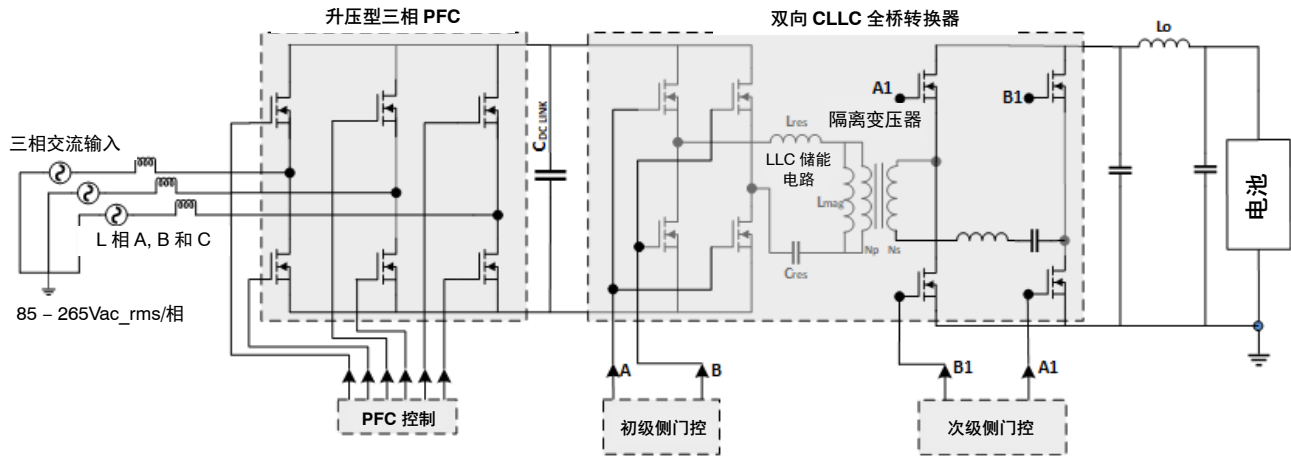 升压型三相 PFC
双向 CLLC 全桥转换器
Lo
A1
B1
隔离变压器
Lres
LLC 储能
电路
Lmag
CDC LINK
三相交流输入
L 相 A, B 和 C
85 – 265Vac_rms/相
Cres
Np
Ns
电池
A
B
B1
A1
PFC 控制
初级侧门控
次级侧门控